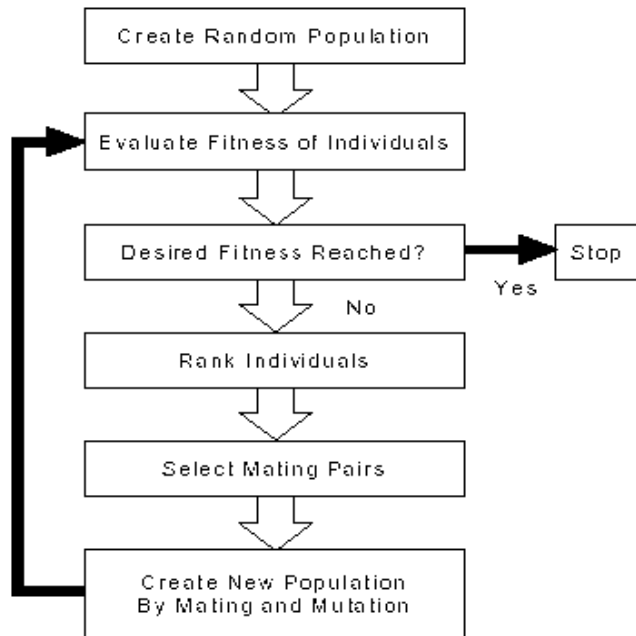 Create Random Population
Evaluate Fitness of Individuals
Desired Fitness Reached?
Stop
Yes
No
Rank Individuals
Select Mating Pairs
Create New Population
By Mating and Mutation